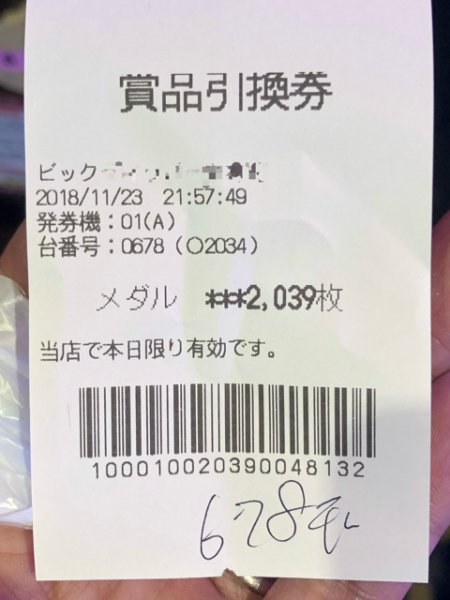 賞品引換券
ビック
2018/11/23 21:57:49
発券機：01(A)
台番号：0678（○2034）
メダル ***2,039枚
当店で本日限り有効です。
100010020390048132
678